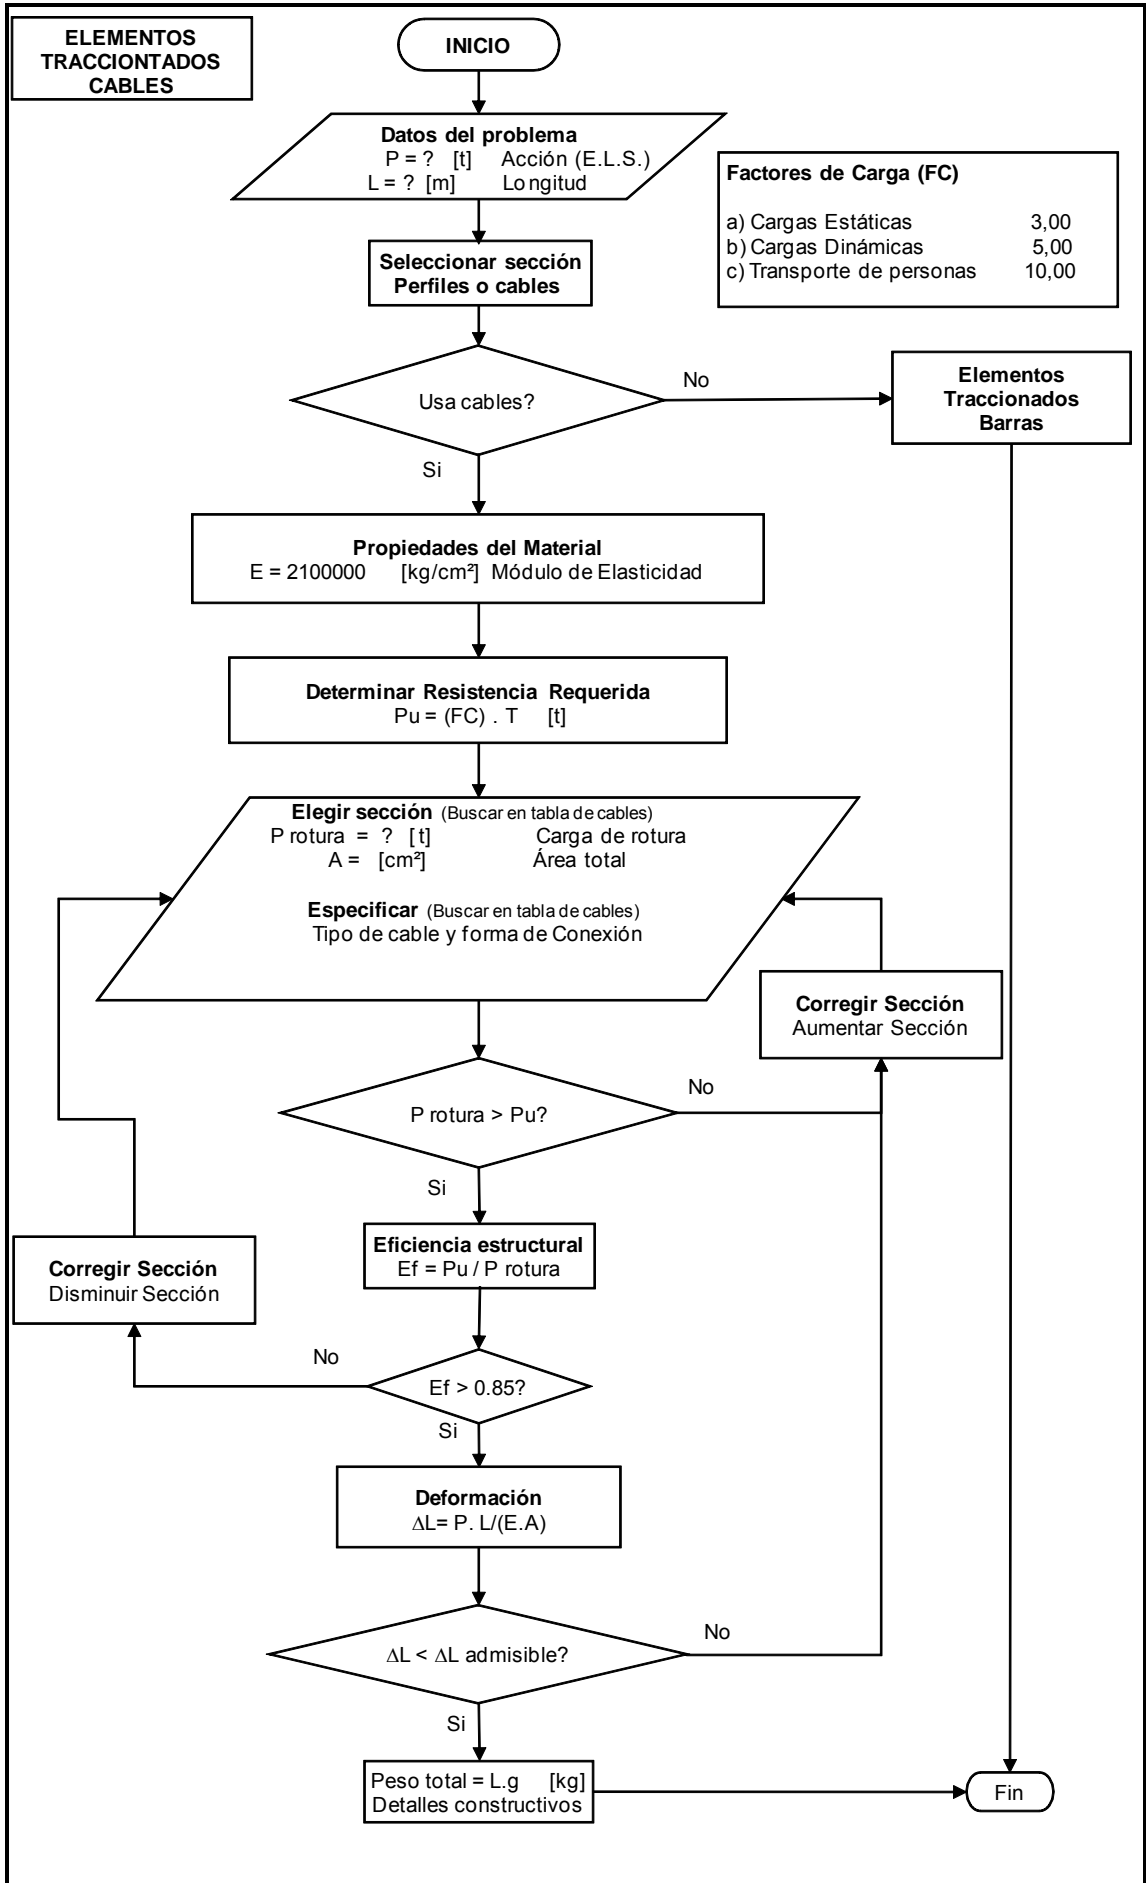 ELEMENTOS
TRACCIONTADOS
CABLES
INICIO
Datos del problema
P = ? [t] Acción (E.L.S.)
L = ? [m] Longitud
Factores de Carga (FC)
a) Cargas Estáticas 3,00
b) Cargas Dinámicas 5,00
c) Transporte de personas 10,00
Seleccionar sección
Perfiles o cables
Usa cables?
No
Elementos
Traccionados
Barras
Si
Propiedades del Material
E = 2100000 [kg/cm²] Módulo de Elasticidad
Determinar Resistencia Requerida
Pu = (FC) . T [t]
Elegir sección (Buscar en tabla de cables)
P rotura = ? [t] Carga de rotura
A = [cm²] Área total
Especificar (Buscar en tabla de cables)
Tipo de cable y forma de Conexión
Corregir Sección
Aumentar Sección
P rotura > Pu?
No
Si
Eficiencia estructural
Ef = Pu / P rotura
Corregir Sección
Disminuir Sección
No
Ef > 0.85?
Si
Deformación
ΔL= P. L/(E.A)
ΔL < ΔL admisible?
No
Si
Peso total = L.g [kg]
Detalles constructivos
Fin